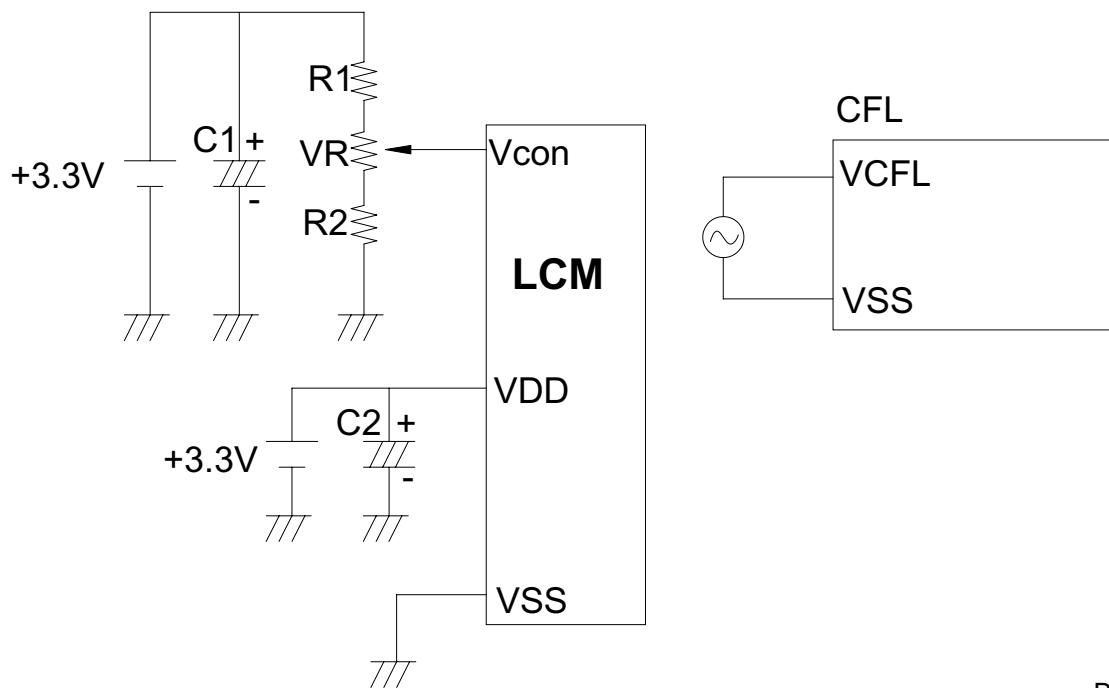 R1
C1 +
VR
+3.3V
-
R2
Vcon
LCM
VDD
C2 +
+3.3V
-
VSS
CFL
VCFL
VSS